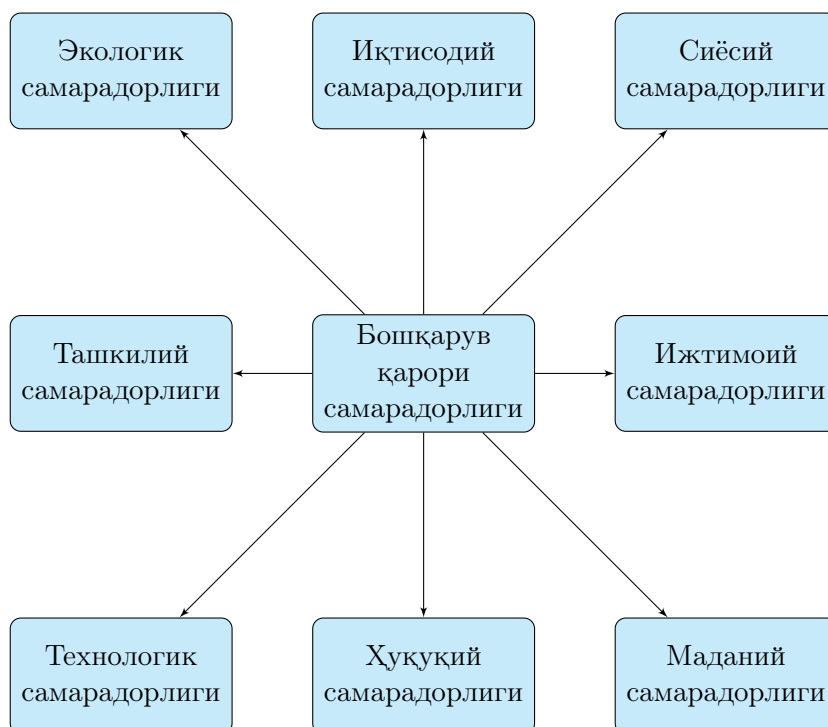 Экологик
самарадорлиги
Иқтисодий
самарадорлиги
Сиёсий
самарадорлиги
Ташкилий
самарадорлиги
Бошқарув
қарори
самарадорлиги
Ижтимоий
самарадорлиги
Технологик
самарадорлиги
Ҳуқуқий
самарадорлиги
Маданий
самарадорлиги